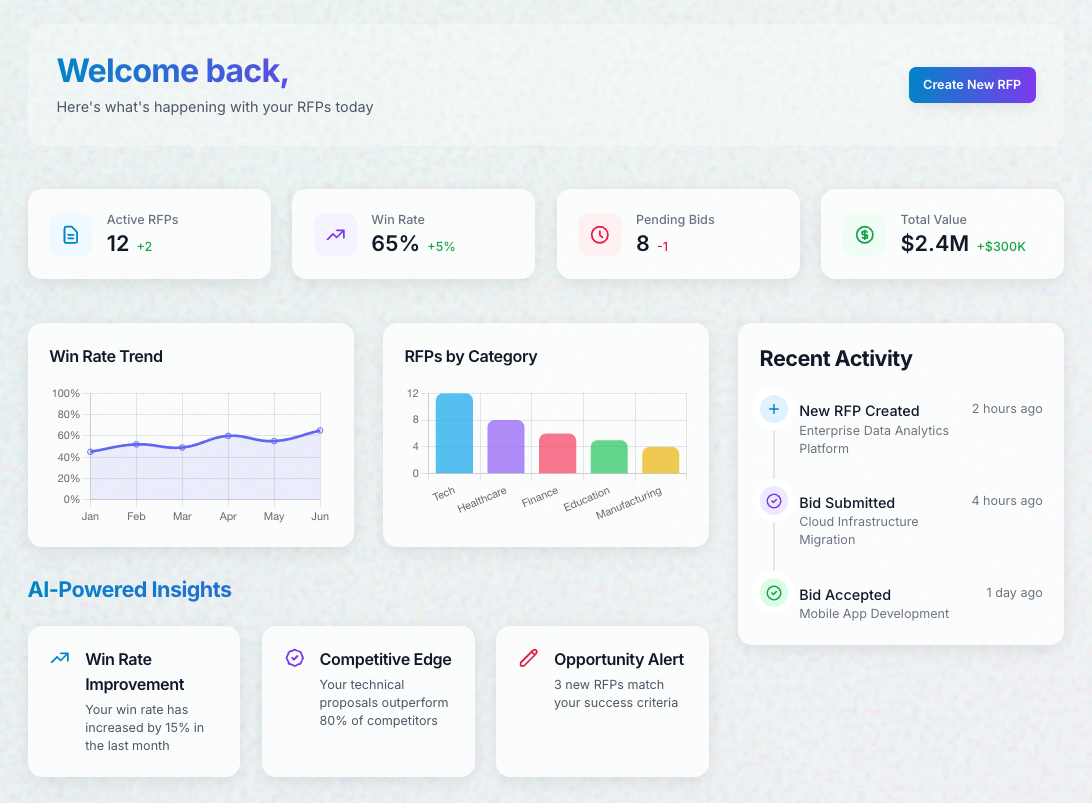 Welcome back,
Here's what's happening with your RFPs today
Create New RFP
Active RFPs
12 +2
Win Rate
65% +5%
Pending Bids
8 -1
Total Value
$2.4M +$300K
Win Rate Trend
100%
80%
60%
40%
20%
0%
Jan Feb Mar Apr May Jun
RFPs by Category
12
8
4
0
Tech Healthcare Finance Education Manufacturing
Recent Activity
New RFP Created 2 hours ago
Enterprise Data Analytics
Platform
Bid Submitted 4 hours ago
Cloud Infrastructure
Migration
Bid Accepted 1 day ago
Mobile App Development
AI-Powered Insights
Win Rate
Improvement
Your win rate has
increased by 15% in
the last month
Competitive Edge
Your technical
proposals outperform
80% of competitors
Opportunity Alert
3 new RFPs match
your success criteria